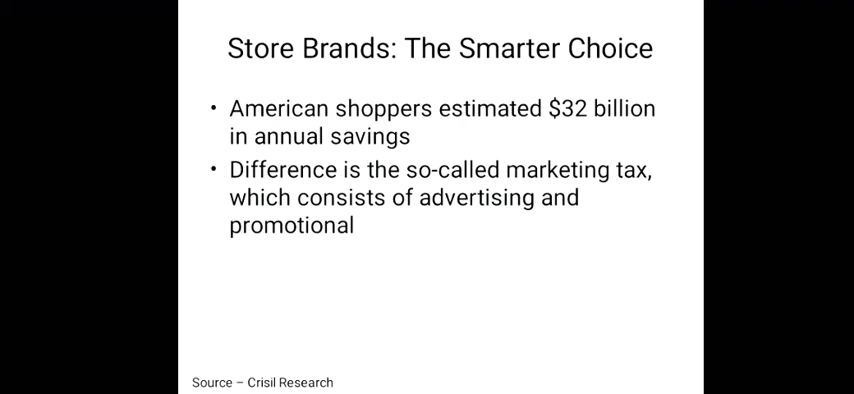 Store Brands: The Smarter Choice
• American shoppers estimated $32 billion
in annual savings
• Difference is the so-called marketing tax,
which consists of advertising and
promotional
Source – Crisil Research